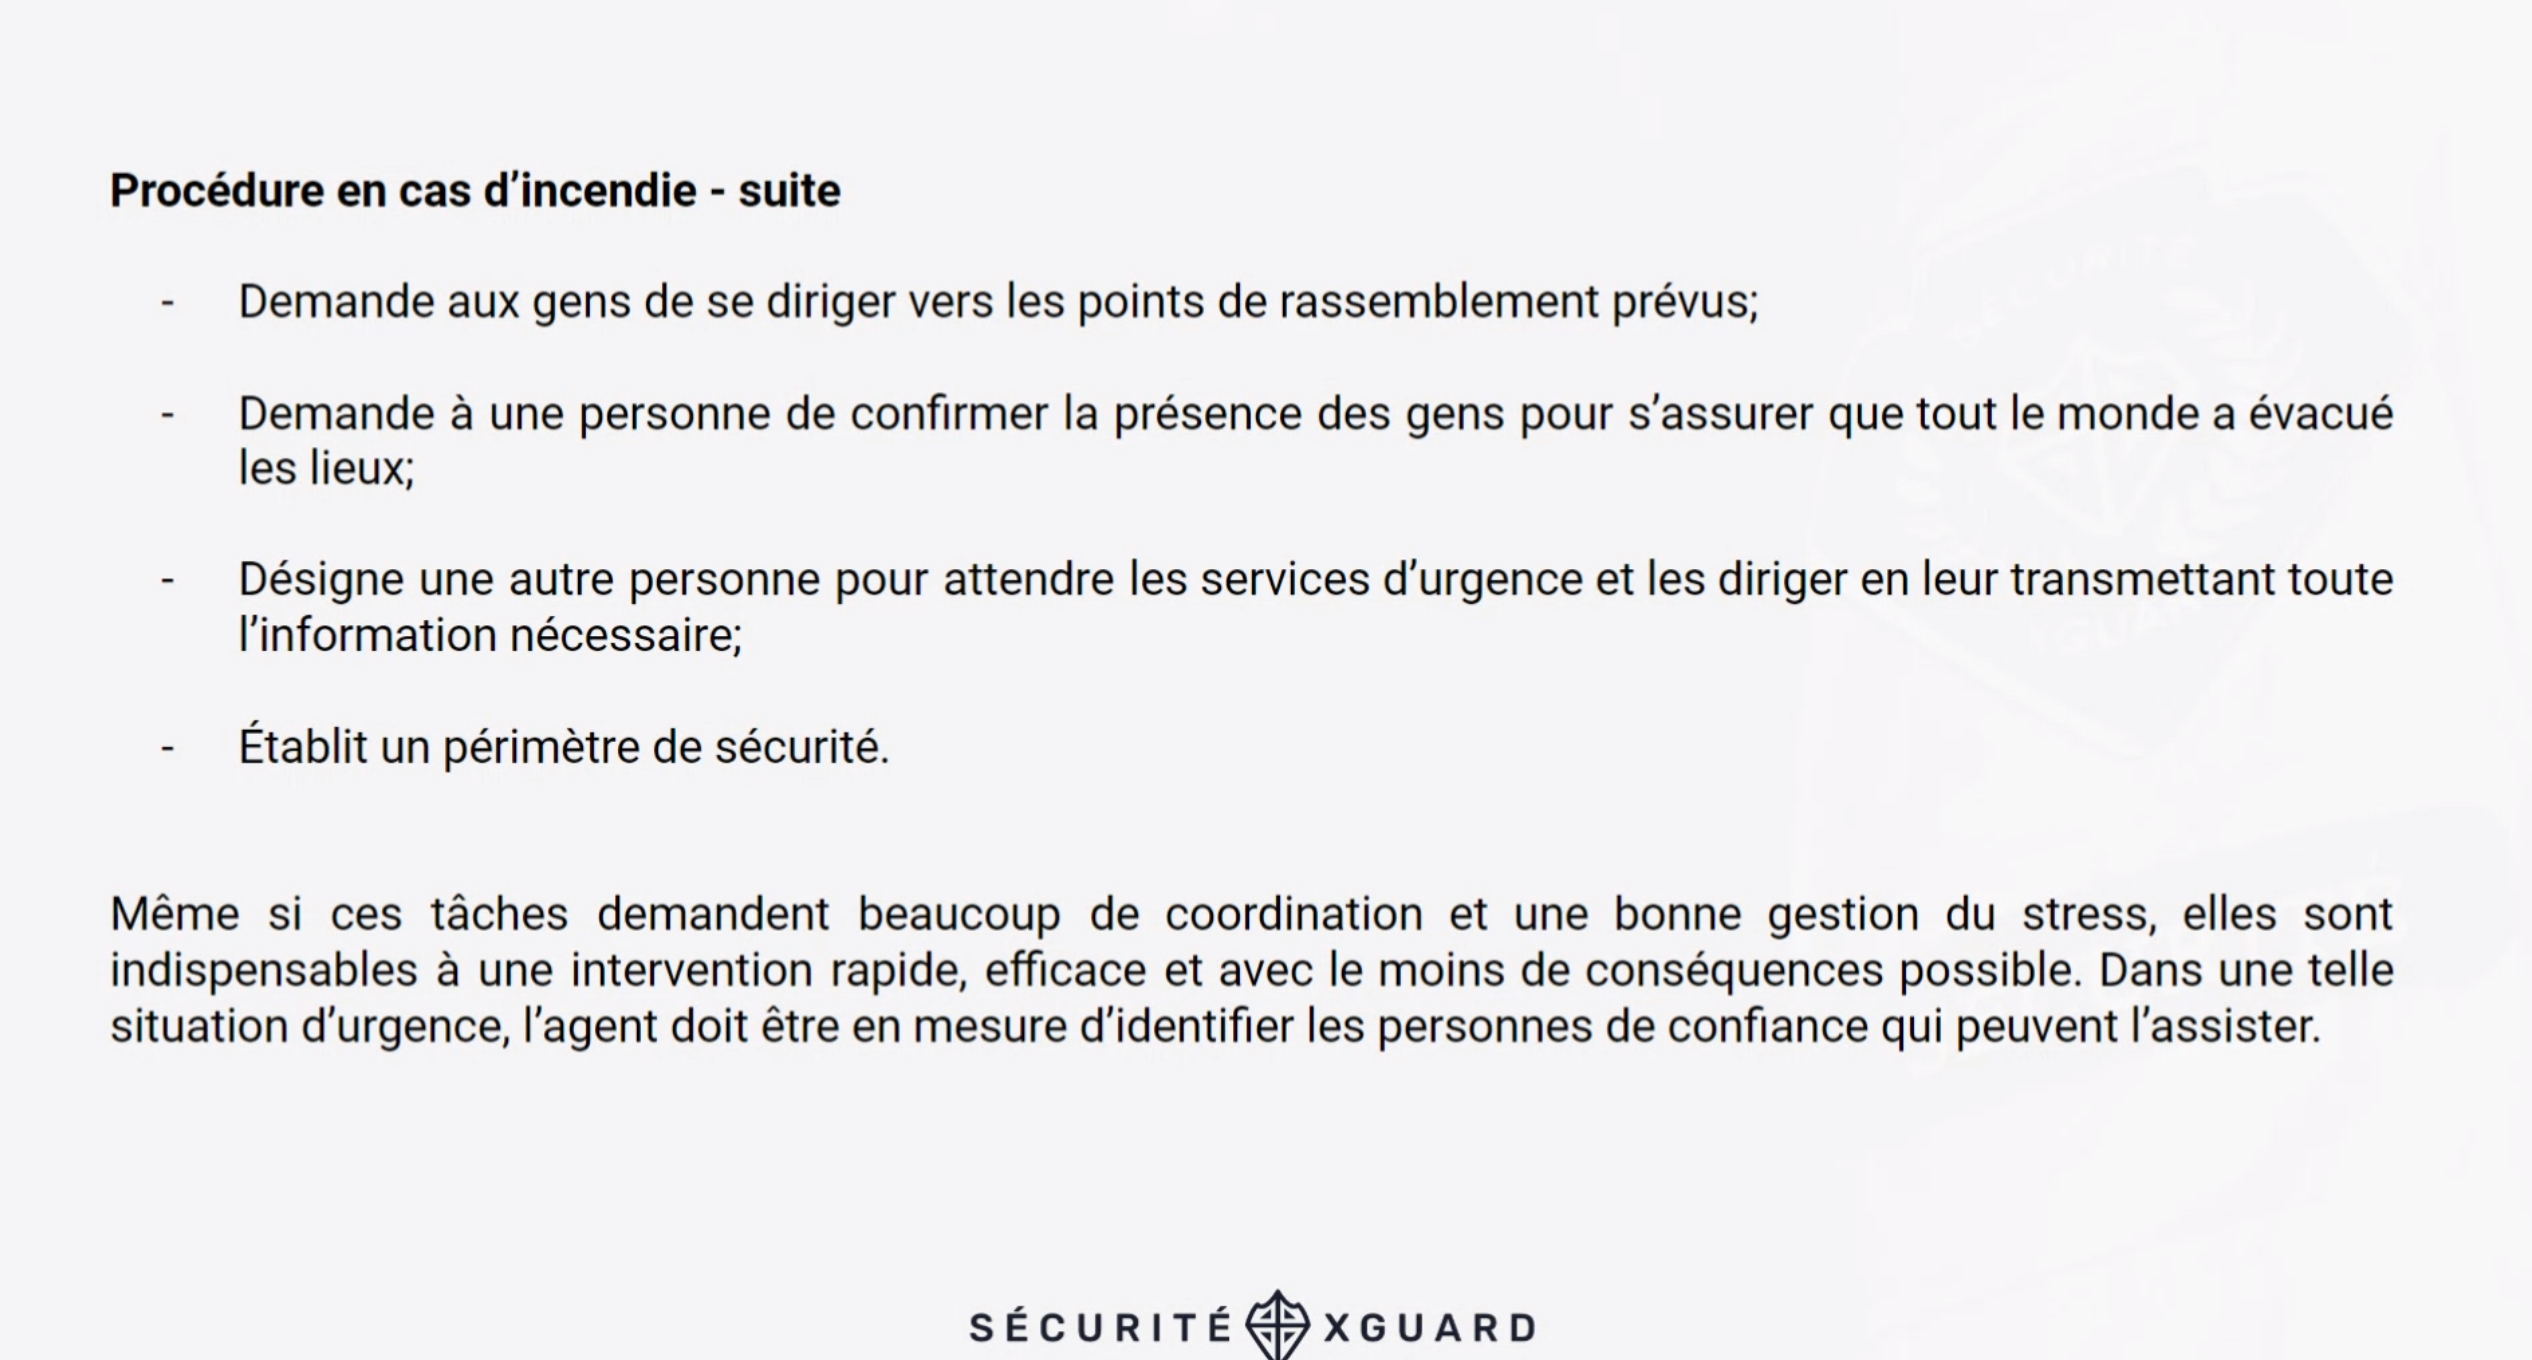 Procédure en cas d’incendie - suite
- Demande aux gens de se diriger vers les points de rassemblement prévus;
- Demande à une personne de confirmer la présence des gens pour s’assurer que tout le monde a évacué
les lieux;
- Désigne une autre personne pour attendre les services d’urgence et les diriger en leur transmettant toute
l’information nécessaire;
- Établit un périmètre de sécurité.
Même si ces tâches demandent beaucoup de coordination et une bonne gestion du stress, elles sont
indispensables à une intervention rapide, efficace et avec le moins de conséquences possible. Dans une telle
situation d’urgence, l’agent doit être en mesure d’identifier les personnes de confiance qui peuvent l’assister.
SÉCURITÉ XGUARD